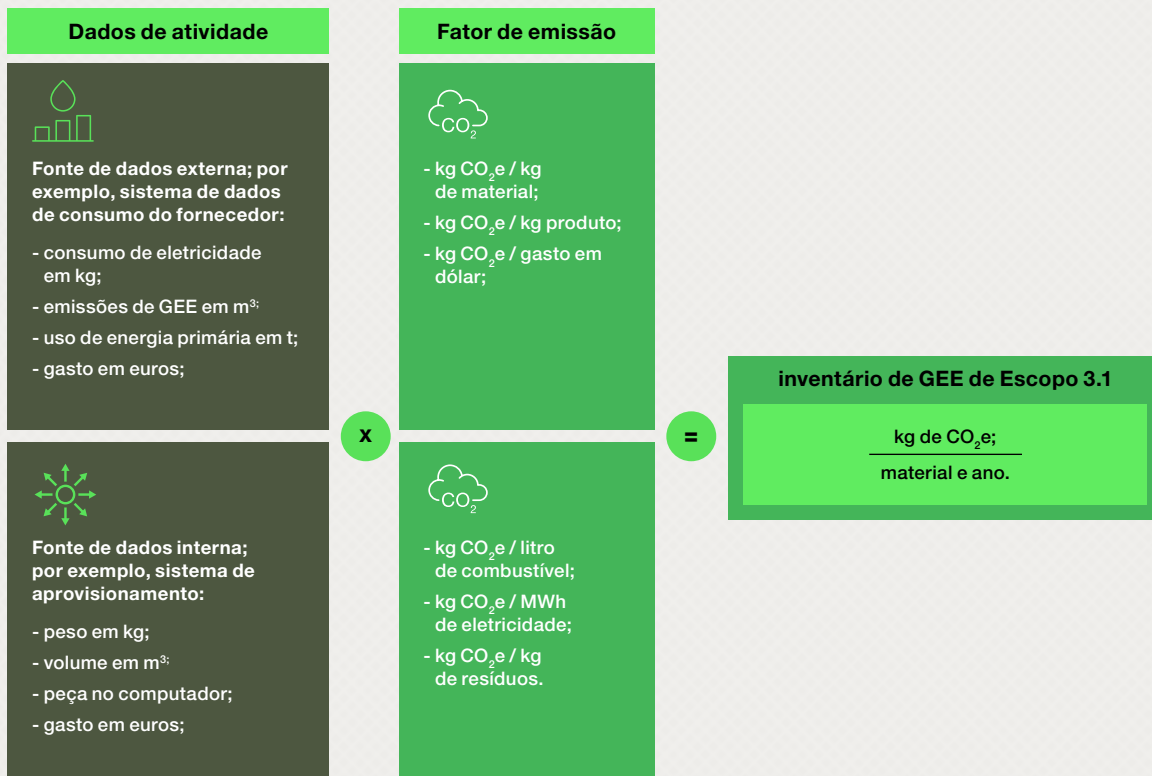 Dados de atividade
Fonte de dados externa; por
exemplo, sistema de dados
de consumo do fornecedor:
- consumo de eletricidade
em kg;
- emissões de GEE em m³;
- uso de energia primária em t;
- gasto em euros;
Fonte de dados interna;
por exemplo, sistema de
aprovisionamento:
- peso em kg;
- volume em m³;
- peça no computador;
- gasto em euros;
x
Fator de emissão
CO₂
- kg CO₂e / kg
de material;
- kg CO₂e / kg produto;
- kg CO₂e / gasto em
dólar;
CO₂
- kg CO₂e / litro
de combustível;
- kg CO₂e / MWh
de eletricidade;
- kg CO₂e / kg
de resíduos.
=
inventário de GEE de Escopo 3.1
kg de CO₂e;
material e ano.